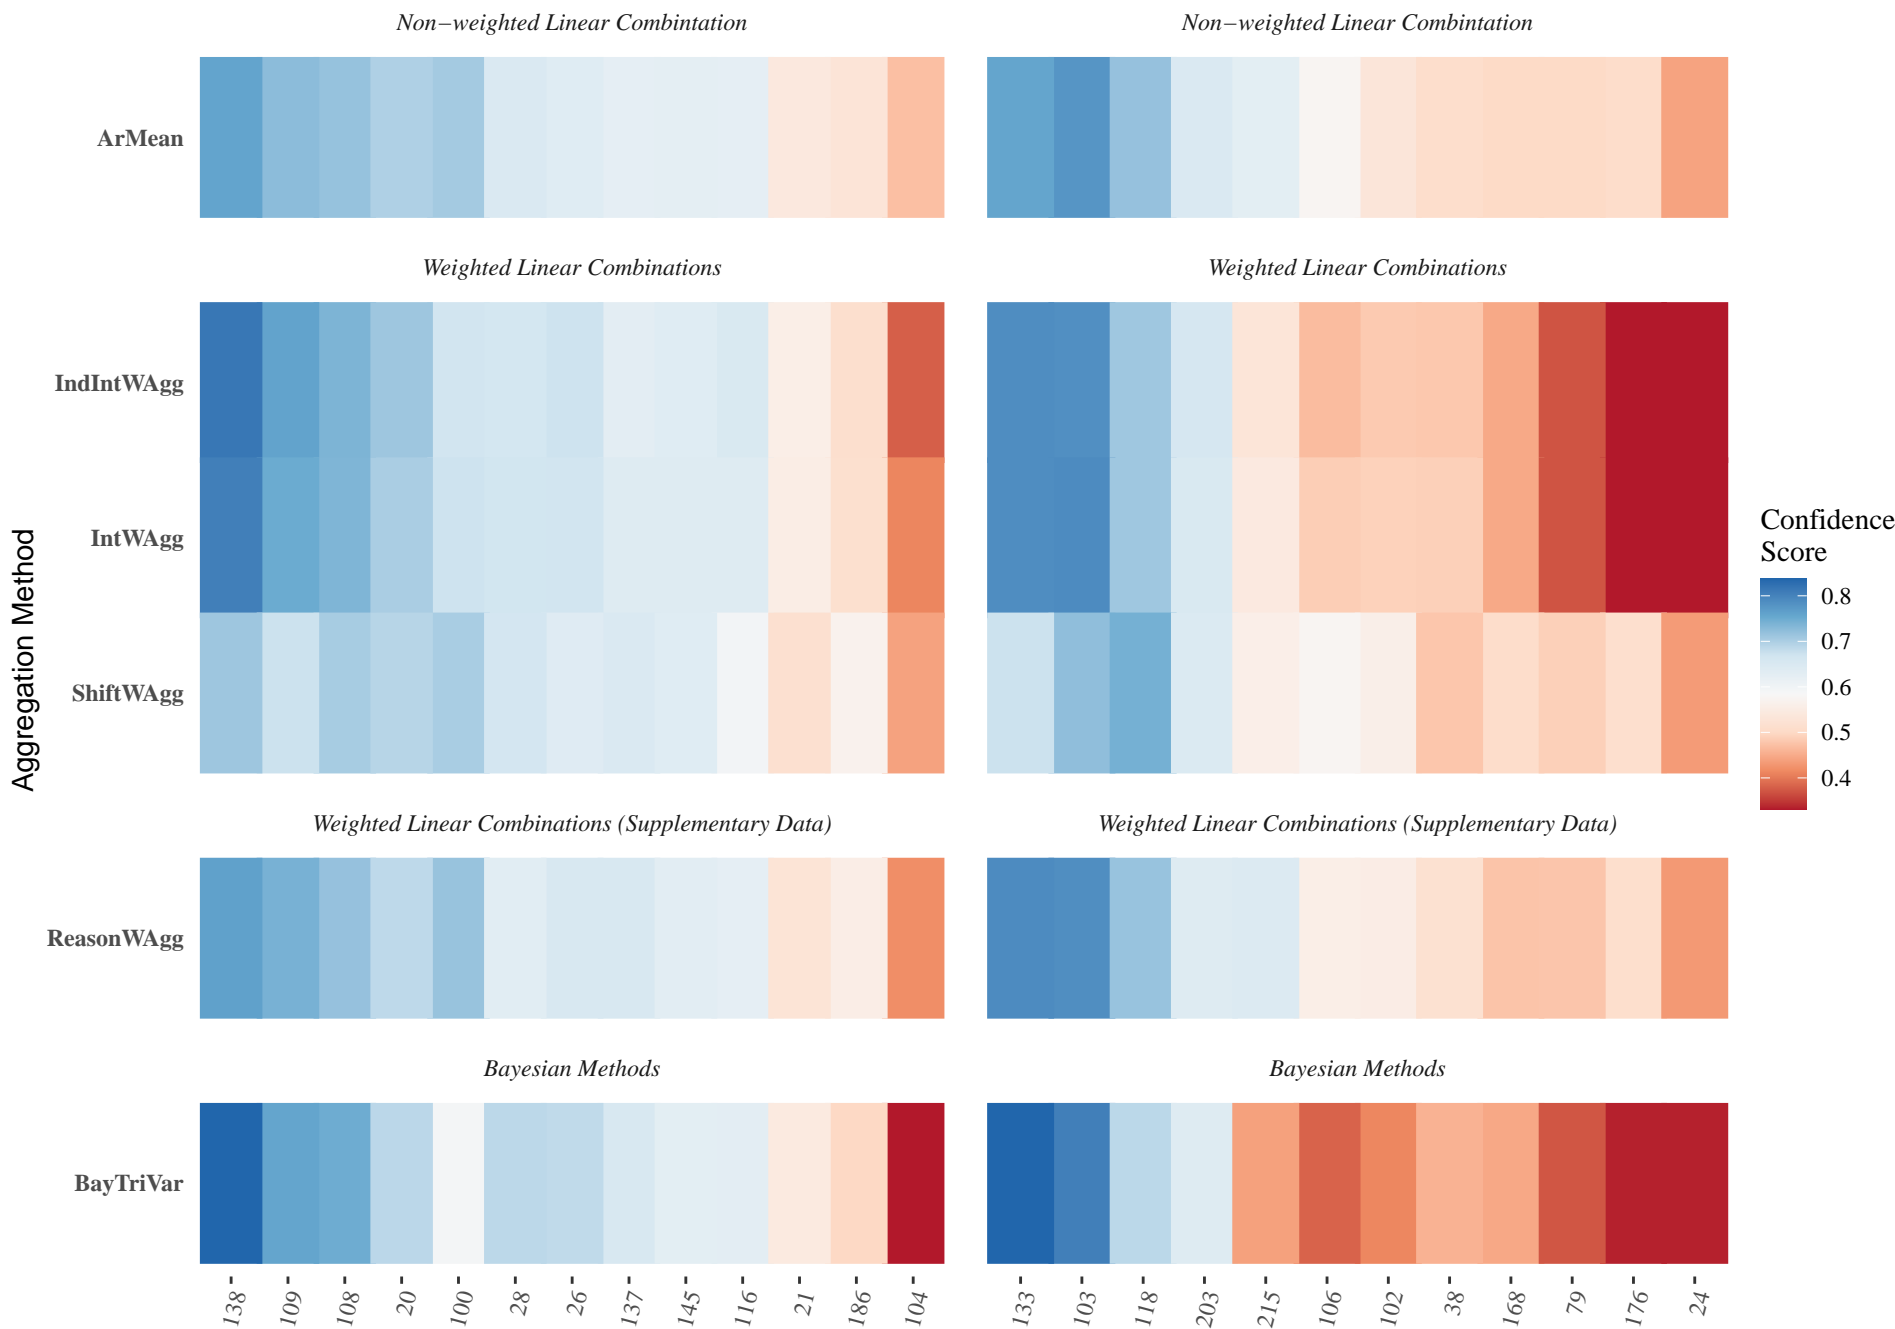 Non−weighted Linear Combintation
Non−weighted Linear Combintation
ArMean
Weighted Linear Combinations
Weighted Linear Combinations
IndIntWAgg
IntWAgg
ShiftWAgg
Aggregation Method
Confidence
Score
0.8
0.7
0.6
0.5
0.4
Weighted Linear Combinations (Supplementary Data)
Weighted Linear Combinations (Supplementary Data)
ReasonWAgg
Bayesian Methods
Bayesian Methods
BayTriVar
138 109 108 20 100 28 26 137 145 116 21 186 104
133 103 118 203 215 106 102 38 168 79 176 24